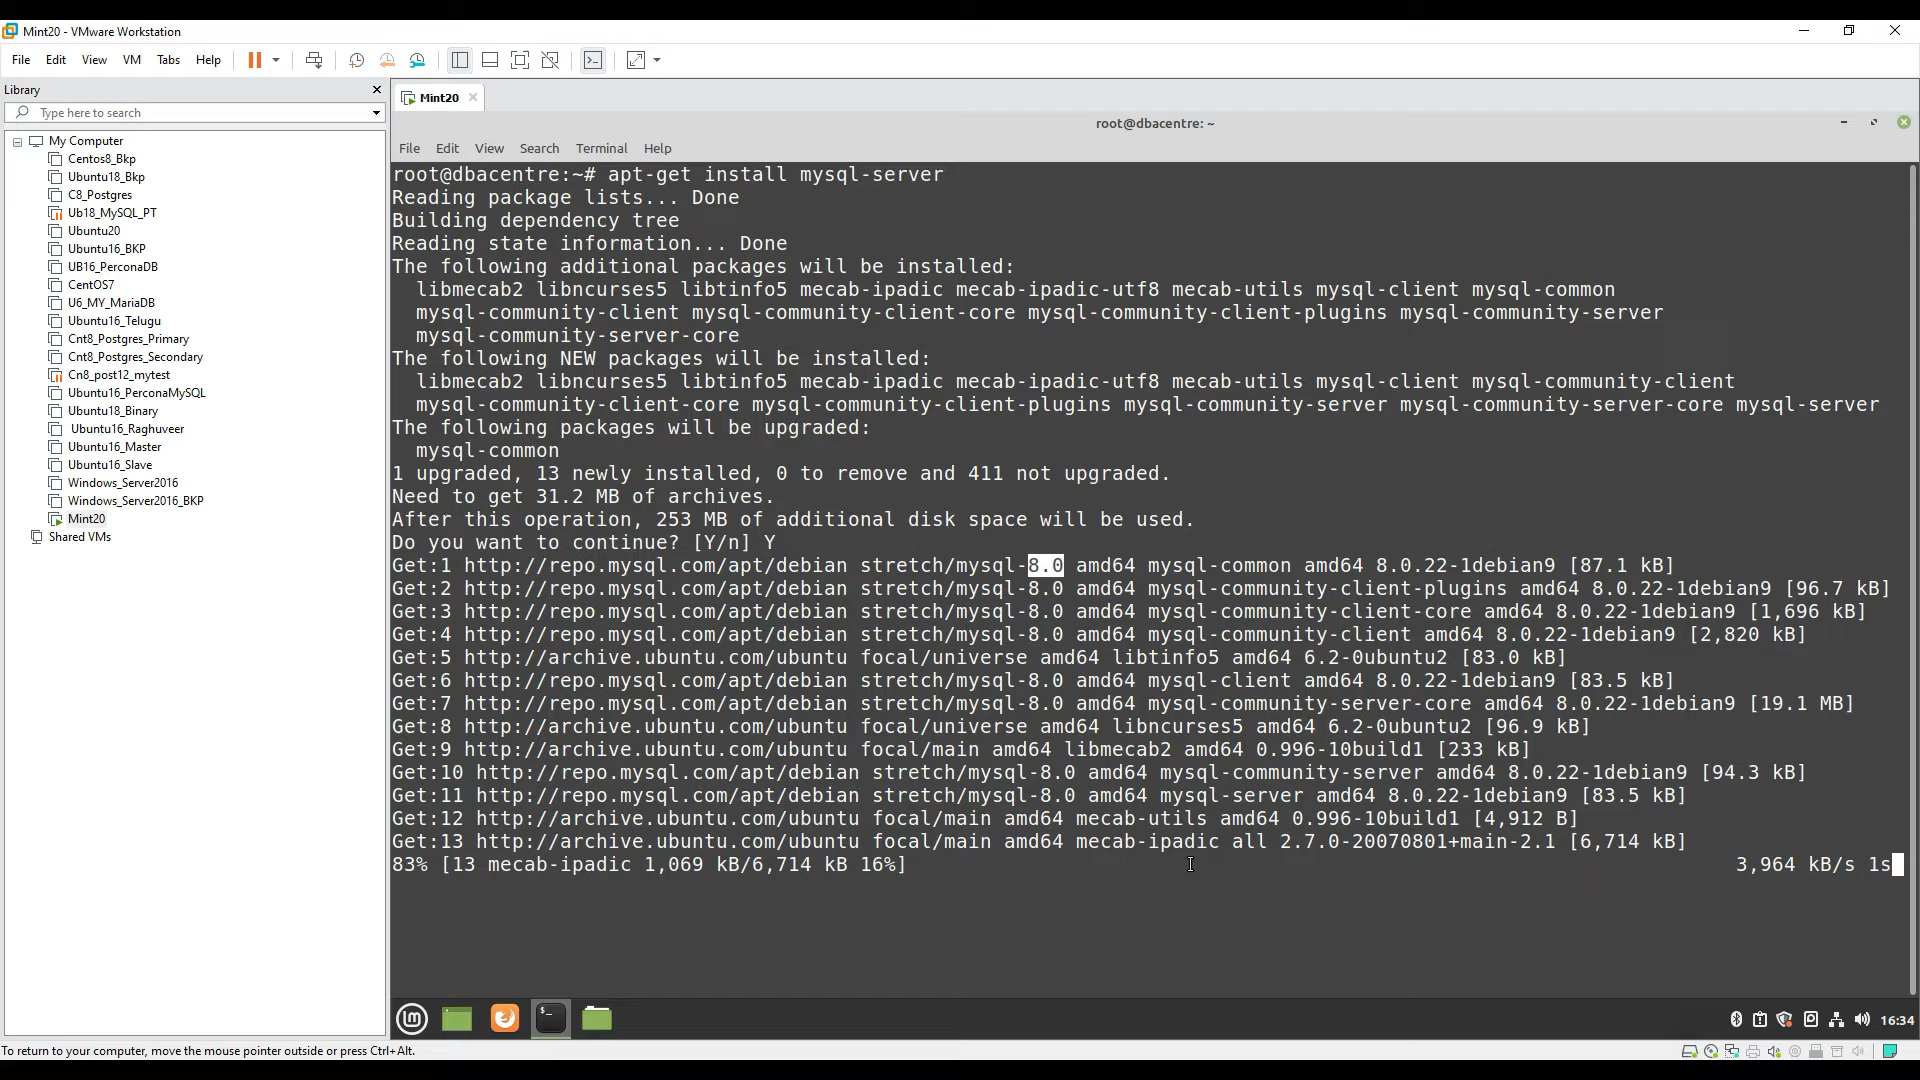 Mint20 - VMware Workstation
File Edit View VM Tabs Help
Library
Type here to search
My Computer
Centos8_Bkp
Ubuntu18_Bkp
C8_Postgres
Ub18_MySQL_PT
Ubuntu20
Ubuntu16_BKP
UB16_PerconaDB
CentOS7
U6_MY_MariaDB
Ubuntu16_Telugu
Cnt8_Postgres_Primary
Cnt8_Postgres_Secondary
Cn8_post12_mytest
Ubuntu16_PerconaMySQL
Ubuntu18_Binary
Ubuntu16_Raghuveer
Ubuntu16_Master
Ubuntu16_Slave
Windows_Server2016
Windows_Server2016_BKP
Mint20
Shared VMs
Mint20
root@dbacentre: ~
File Edit View Search Terminal Help
root@dbacentre:~# apt-get install mysql-server
Reading package lists... Done
Building dependency tree
Reading state information... Done
The following additional packages will be installed:
libmecab2 libncurses5 libtinfo5 mecab-ipadic mecab-ipadic-utf8 mecab-utils mysql-client mysql-common
mysql-community-client mysql-community-client-core mysql-community-client-plugins mysql-community-server
mysql-community-server-core
The following NEW packages will be installed:
libmecab2 libncurses5 libtinfo5 mecab-ipadic mecab-ipadic-utf8 mecab-utils mysql-client mysql-community-client
mysql-community-client-core mysql-community-client-plugins mysql-community-server mysql-community-server-core mysql-server
The following packages will be upgraded:
mysql-common
1 upgraded, 13 newly installed, 0 to remove and 411 not upgraded.
Need to get 31.2 MB of archives.
After this operation, 253 MB of additional disk space will be used.
Do you want to continue? [Y/n] Y
Get:1 http://repo.mysql.com/apt/debian stretch/mysql-8.0 amd64 mysql-common amd64 8.0.22-1debian9 [87.1 kB]
Get:2 http://repo.mysql.com/apt/debian stretch/mysql-8.0 amd64 mysql-community-client-plugins amd64 8.0.22-1debian9 [96.7 kB]
Get:3 http://repo.mysql.com/apt/debian stretch/mysql-8.0 amd64 mysql-community-client-core amd64 8.0.22-1debian9 [1,696 kB]
Get:4 http://repo.mysql.com/apt/debian stretch/mysql-8.0 amd64 mysql-community-client amd64 8.0.22-1debian9 [2,820 kB]
Get:5 http://archive.ubuntu.com/ubuntu focal/universe amd64 libtinfo5 amd64 6.2-0ubuntu2 [83.0 kB]
Get:6 http://repo.mysql.com/apt/debian stretch/mysql-8.0 amd64 mysql-client amd64 8.0.22-1debian9 [83.5 kB]
Get:7 http://repo.mysql.com/apt/debian stretch/mysql-8.0 amd64 mysql-community-server-core amd64 8.0.22-1debian9 [19.1 MB]
Get:8 http://archive.ubuntu.com/ubuntu focal/universe amd64 libncurses5 amd64 6.2-0ubuntu2 [96.9 kB]
Get:9 http://archive.ubuntu.com/ubuntu focal/main amd64 libmecab2 amd64 0.996-10build1 [233 kB]
Get:10 http://repo.mysql.com/apt/debian stretch/mysql-8.0 amd64 mysql-community-server amd64 8.0.22-1debian9 [94.3 kB]
Get:11 http://repo.mysql.com/apt/debian stretch/mysql-8.0 amd64 mysql-server amd64 8.0.22-1debian9 [83.5 kB]
Get:12 http://archive.ubuntu.com/ubuntu focal/main amd64 mecab-utils amd64 0.996-10build1 [4,912 B]
Get:13 http://archive.ubuntu.com/ubuntu focal/main amd64 mecab-ipadic all 2.7.0-20070801+main-2.1 [6,714 kB]
83% [13 mecab-ipadic 1,069 kB/6,714 kB 16%] 3,964 kB/s 1s
16:34
To return to your computer, move the mouse pointer outside or press Ctrl+Alt.